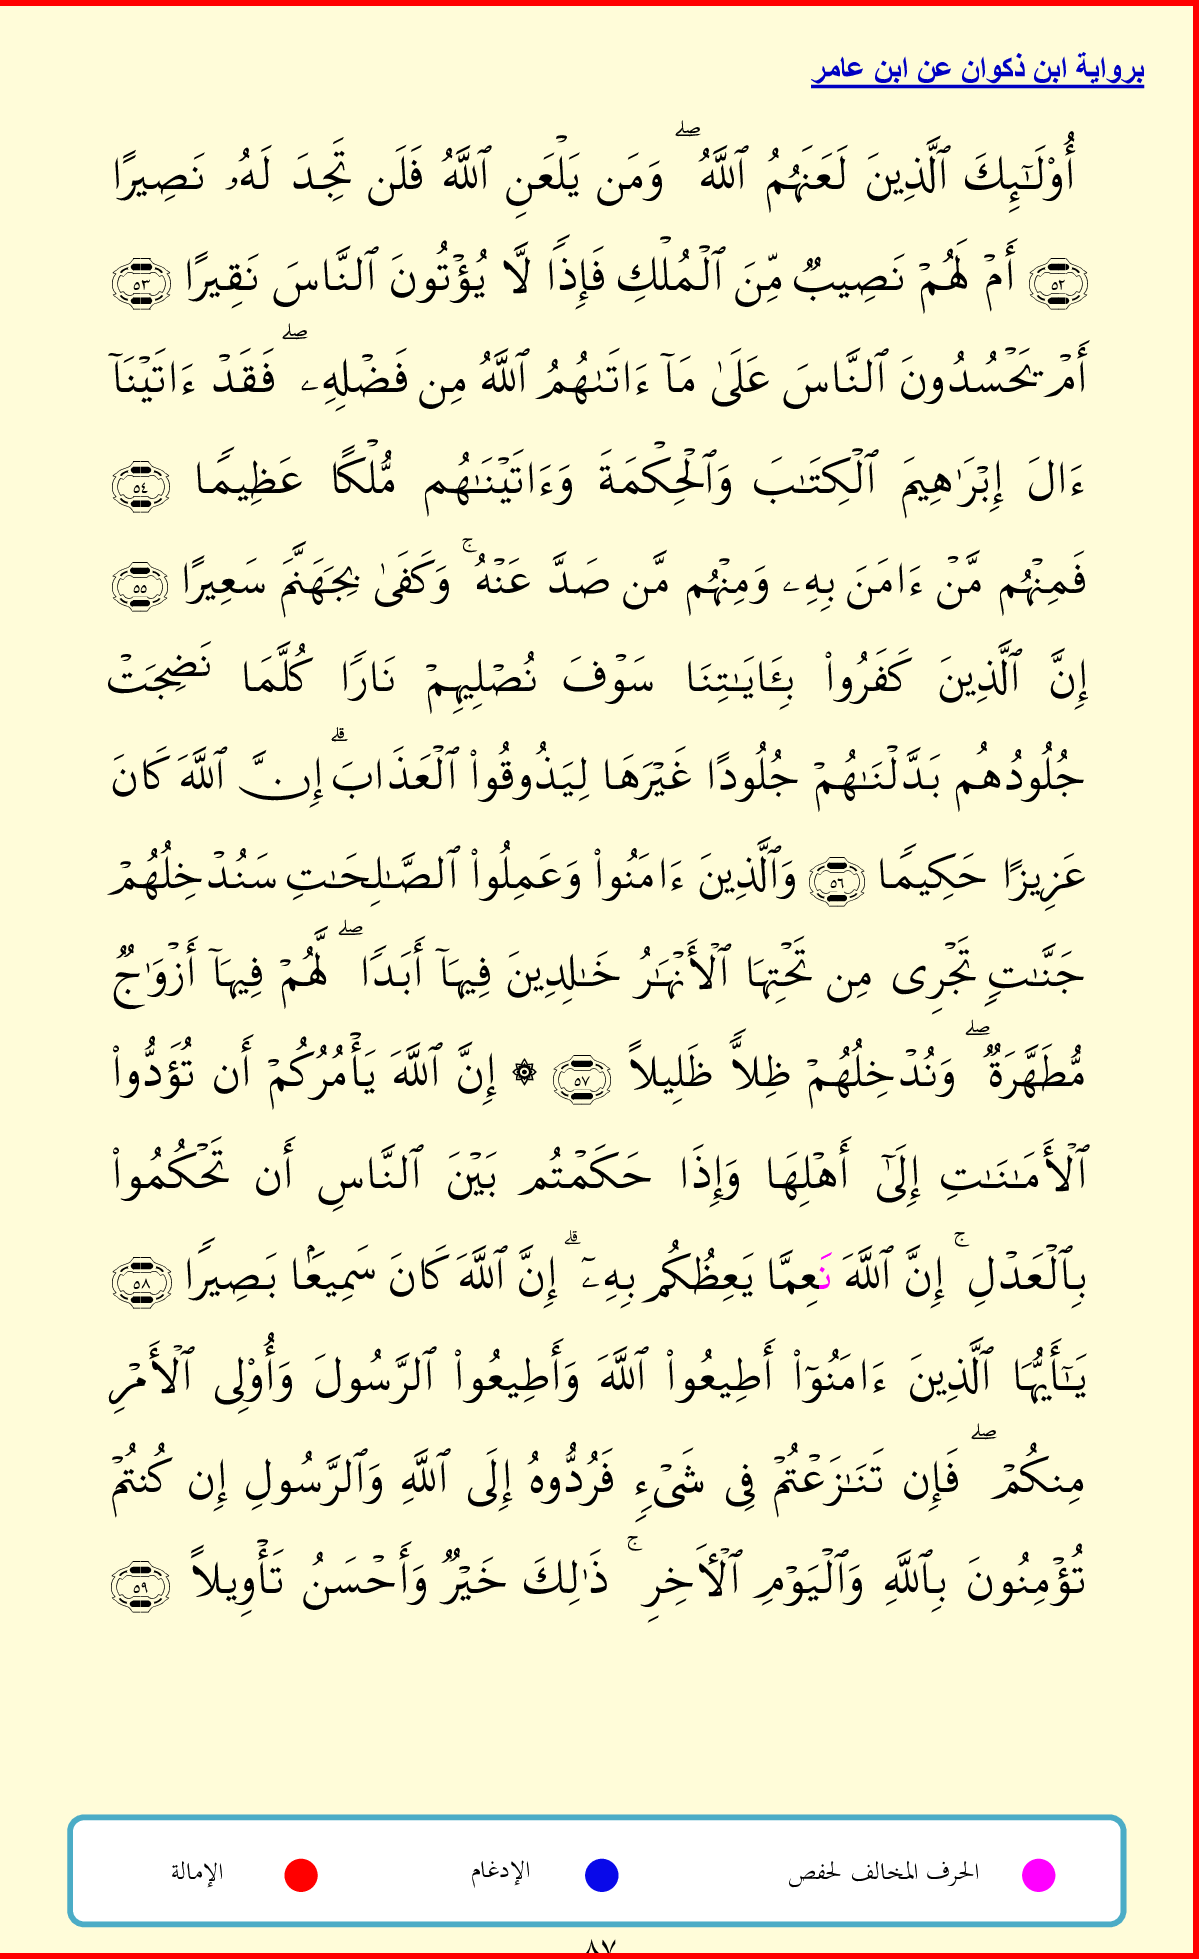 برواية ابن ذكوان عن ابن عامر
أُوْلَٰٓئِكَ ٱلَّذِينَ لَعَنَهُمُ ٱللَّهُ ۖ وَمَن يَلْعَنِ ٱللَّهُ فَلَن تَجِدَ لَهُۥ نَصِيرًا
٥٢ أَمْ لَهُمْ نَصِيبٌ مِّنَ ٱلْمُلْكِ فَإِذًا لَّا يُؤْتُونَ ٱلنَّاسَ نَقِيرًا ٥٣
أَمْ يَحْسُدُونَ ٱلنَّاسَ عَلَىٰ مَآ ءَاتَىٰهُمُ ٱللَّهُ مِن فَضْلِهِۦ ۖ فَقَدْ ءَاتَيْنَآ
ءَالَ إِبْرَٰهِيمَ ٱلْكِتَٰبَ وَٱلْحِكْمَةَ وَءَاتَيْنَٰهُم مُّلْكًا عَظِيمًا ٥٤
فَمِنْهُم مَّنْ ءَامَنَ بِهِۦ وَمِنْهُم مَّن صَدَّ عَنْهُ ۚ وَكَفَىٰ بِجَهَنَّمَ سَعِيرًا ٥٥
إِنَّ ٱلَّذِينَ كَفَرُواْ بِـَٔايَٰتِنَا سَوْفَ نُصْلِيهِمْ نَارًا كُلَّمَا نَضِجَتْ
جُلُودُهُم بَدَّلْنَٰهُمْ جُلُودًا غَيْرَهَا لِيَذُوقُواْ ٱلْعَذَابَ ۗ إِنَّ ٱللَّهَ كَانَ
عَزِيزًا حَكِيمًا ٥٦ وَٱلَّذِينَ ءَامَنُواْ وَعَمِلُواْ ٱلصَّٰلِحَٰتِ سَنُدْخِلُهُمْ
جَنَّٰتٍ تَجْرِى مِن تَحْتِهَا ٱلْأَنْهَٰرُ خَٰلِدِينَ فِيهَآ أَبَدًا ۖ لَّهُمْ فِيهَآ أَزْوَٰجٌ
مُّطَهَّرَةٌ ۖ وَنُدْخِلُهُمْ ظِلاًّ ظَلِيلاً ٥٧ ۞ إِنَّ ٱللَّهَ يَأْمُرُكُمْ أَن تُؤَدُّواْ
ٱلْأَمَٰنَٰتِ إِلَىٰٓ أَهْلِهَا وَإِذَا حَكَمْتُم بَيْنَ ٱلنَّاسِ أَن تَحْكُمُواْ
بِٱلْعَدْلِ ۚ إِنَّ ٱللَّهَ نَعِمَّا يَعِظُكُم بِهِۦٓ ۗ إِنَّ ٱللَّهَ كَانَ سَمِيعًۢا بَصِيرًا ٥٨
يَٰٓأَيُّهَا ٱلَّذِينَ ءَامَنُوٓاْ أَطِيعُواْ ٱللَّهَ وَأَطِيعُواْ ٱلرَّسُولَ وَأُوْلِى ٱلْأَمْرِ
مِنكُمْ ۖ فَإِن تَنَٰزَعْتُمْ فِى شَىْءٍ فَرُدُّوهُ إِلَى ٱللَّهِ وَٱلرَّسُولِ إِن كُنتُمْ
تُؤْمِنُونَ بِٱللَّهِ وَٱلْيَوْمِ ٱلْأَخِرِ ۚ ذَٰلِكَ خَيْرٌ وَأَحْسَنُ تَأْوِيلاً ٥٩
الحرف المخالف لحفص الإدغام الإمالة
٨٧